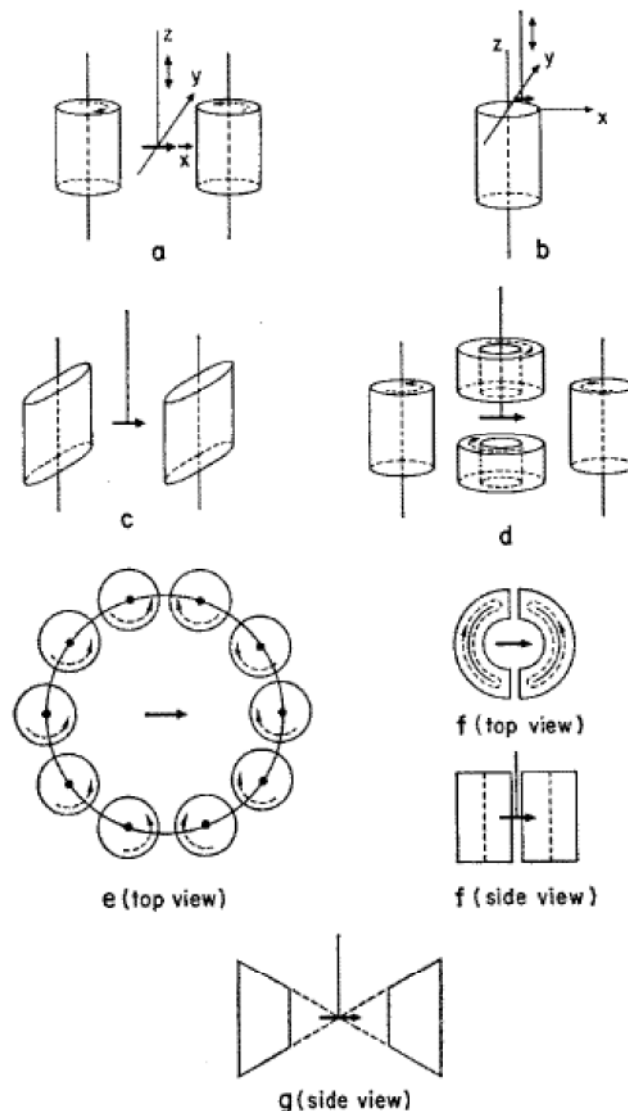 z
y
x
a
z
y
x
b
c
d
e (top view)
f (top view)
f (side view)
g (side view)